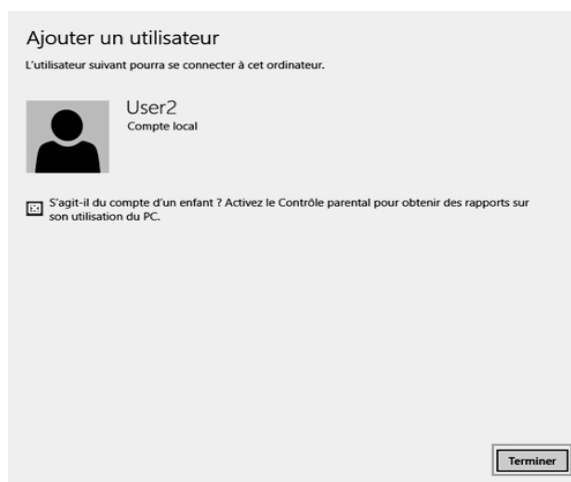 Ajouter un utilisateur
L'utilisateur suivant pourra se connecter à cet ordinateur.
User2
Compte local
S'agit-il du compte d'un enfant ? Activez le Contrôle parental pour obtenir des rapports sur
son utilisation du PC.
Terminer